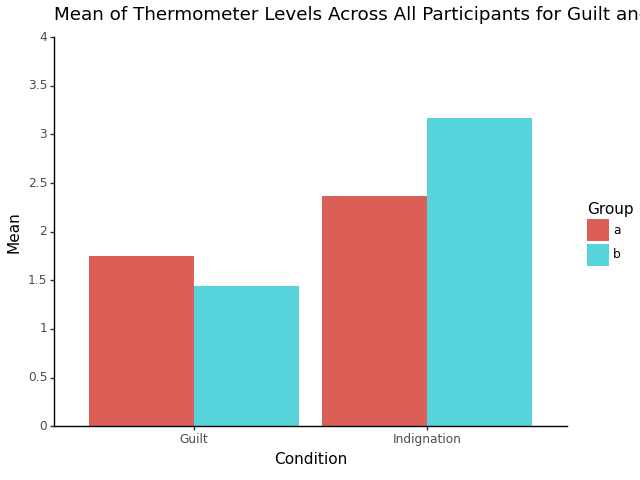 Mean of Thermometer Levels Across All Participants for Guilt
4
3.5
3
2.5
2
1.5
1
0.5
0
Mean
Guilt
Indignation
Condition
Group
a
b